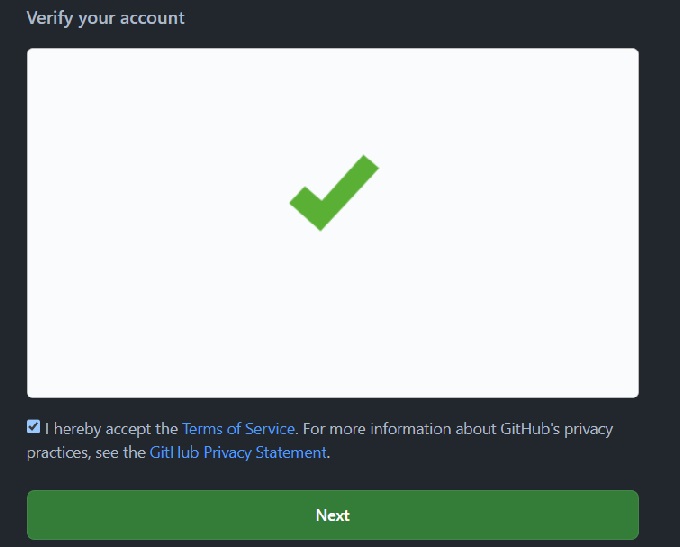 Verify your account
I hereby accept the Terms of Service. For more information about GitHub's privacy
practices, see the GitHub Privacy Statement.
Next